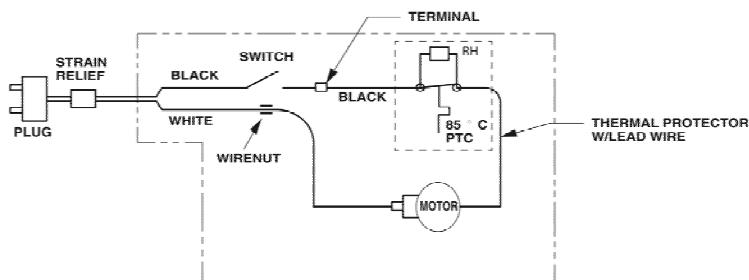 TERMINAL
STRAIN
RELIEF
SWITCH
RH
BLACK
BLACK
PLUG
WHITE
85 ° C
PTC
THERMAL PROTECTOR
W/LEAD WIRE
WIRENUT
MOTOR